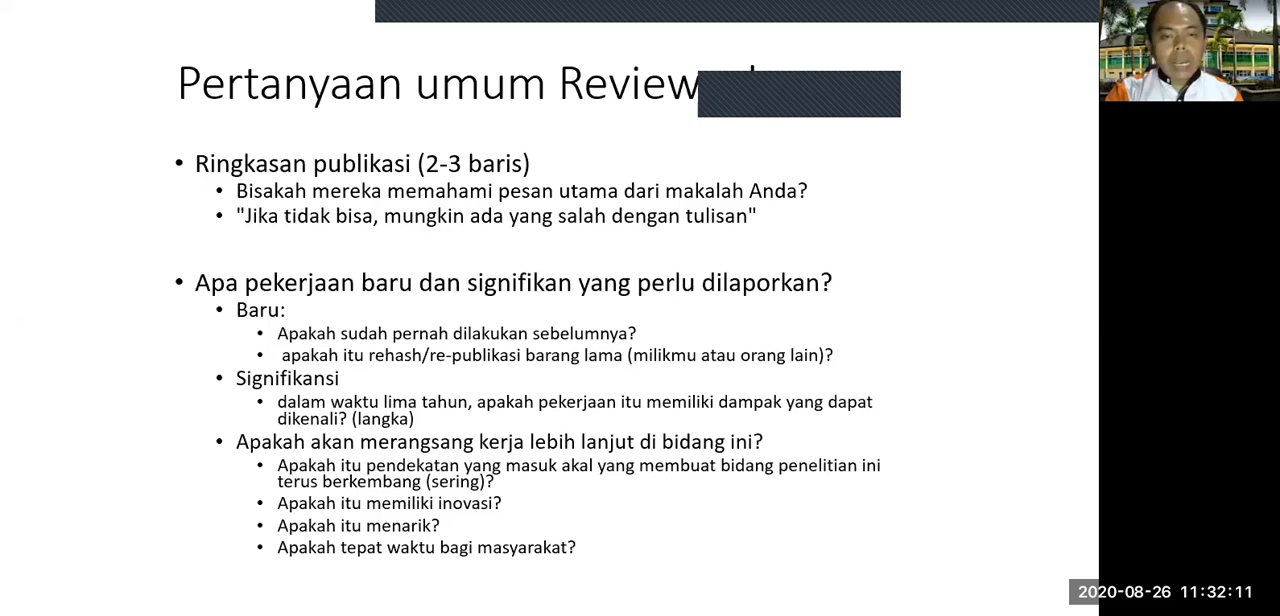 Pertanyaan umum Review
• Ringkasan publikasi (2-3 baris)
• Bisakah mereka memahami pesan utama dari makalah Anda?
• "Jika tidak bisa, mungkin ada yang salah dengan tulisan"
• Apa pekerjaan baru dan signifikan yang perlu dilaporkan?
• Baru:
• Apakah sudah pernah dilakukan sebelumnya?
• apakah itu rehash/re-publikasi barang lama (milikmu atau orang lain)?
• Signifikansi
• dalam waktu lima tahun, apakah pekerjaan itu memiliki dampak yang dapat
dikenali? (langka)
• Apakah akan merangsang kerja lebih lanjut di bidang ini?
• Apakah itu pendekatan yang masuk akal yang membuat bidang penelitian ini
terus berkembang (sering)?
• Apakah itu memiliki inovasi?
• Apakah itu menarik?
• Apakah tepat waktu bagi masyarakat?
2020-08-26 11:32:11